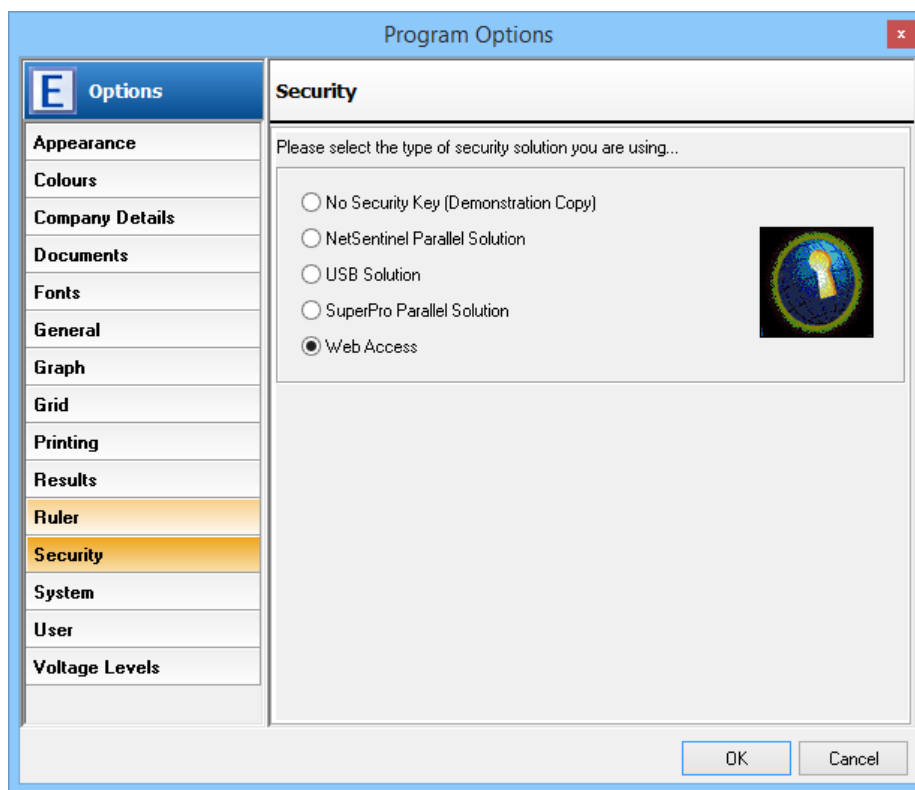 Program Options
x
E Options
Appearance
Colours
Company Details
Documents
Fonts
General
Graph
Grid
Printing
Results
Ruler
Security
System
User
Voltage Levels
Security
Please select the type of security solution you are using...
No Security Key (Demonstration Copy)
NetSentinel Parallel Solution
USB Solution
SuperPro Parallel Solution
Web Access
OK
Cancel